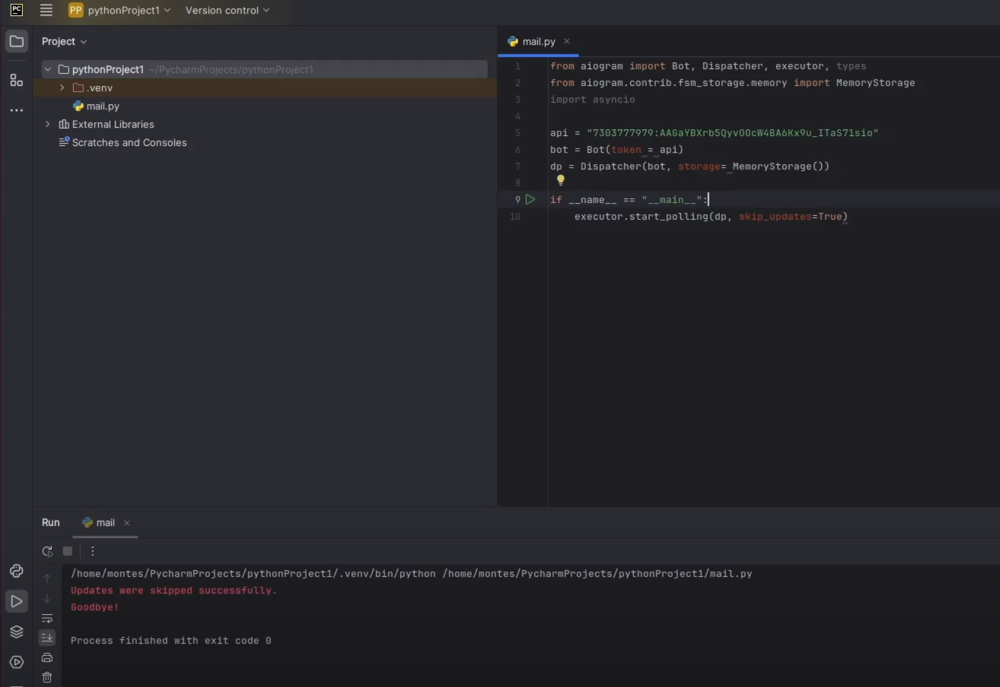 PC
PP pythonProject1 Version control
Project
pythonProject1 ~/PycharmProjects/pythonProject1
.venv
mail.py
External Libraries
Scratches and Consoles
mail.py
1 from aiogram import Bot, Dispatcher, executor, types
2 from aiogram.contrib.fsm_storage.memory import MemoryStorage
3 import asyncio
4
5 api = "7303777979:AAGaYBXrb5QyvOOcW4BA6Kx9u_ITaS71sio"
6 bot = Bot(token = api)
7 dp = Dispatcher(bot, storage= MemoryStorage())
8
9 if __name__ == "__main__":
10 executor.start_polling(dp, skip_updates=True)
Run mail
/home/montes/PycharmProjects/pythonProject1/.venv/bin/python /home/montes/PycharmProjects/pythonProject1/mail.py
Updates were skipped successfully.
Goodbye!
Process finished with exit code 0